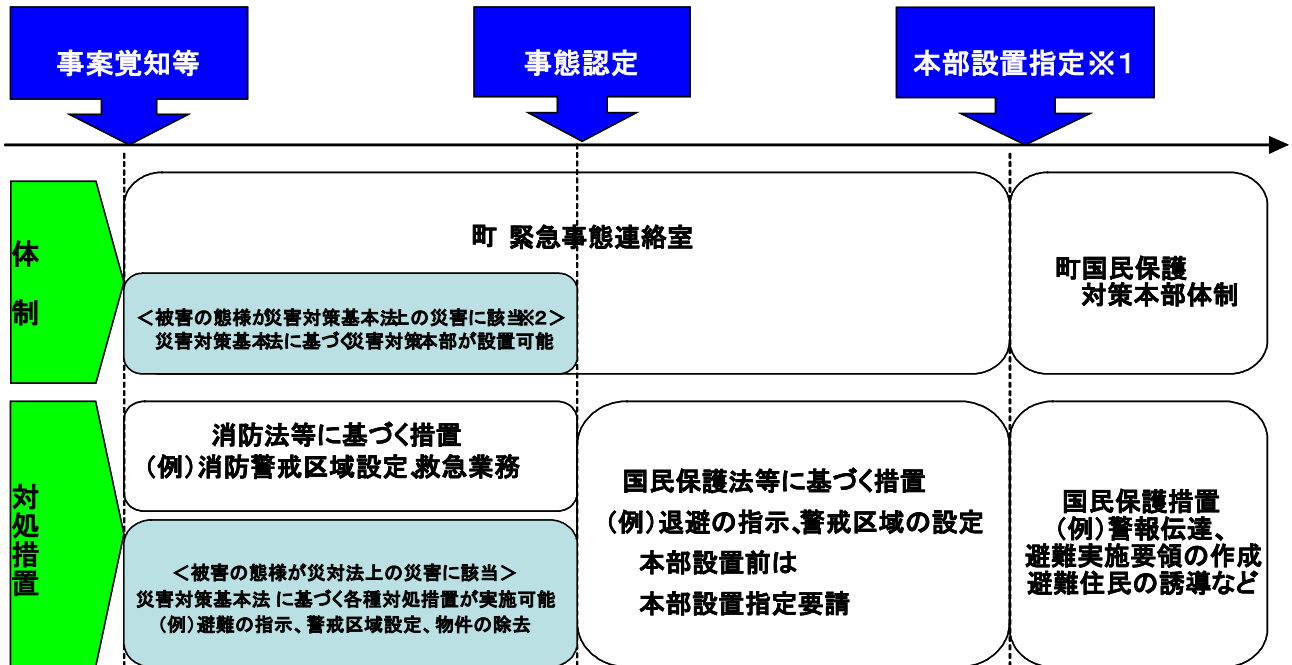 事案覚知等
事態認定
本部設置指定※1
体
制
町 緊急事態連絡室
<被害の態様が災害対策基本法上の災害に該当※2>
災害対策基本法に基づく災害対策本部が設置可能
町国民保護
対策本部体制
対
処
措
置
消防法等に基づく措置
(例)消防警戒区域設定、救急業務
<被害の態様が災対法上の災害に該当>
災害対策基本法 に基づく各種対処措置が実施可能
(例)避難の指示、警戒区域設定、物件の除去
国民保護法等に基づく措置
(例)退避の指示、警戒区域の設定
本部設置前は
本部設置指定要請
国民保護措置
(例)警報伝達、
避難実施要領の作成
避難住民の誘導など